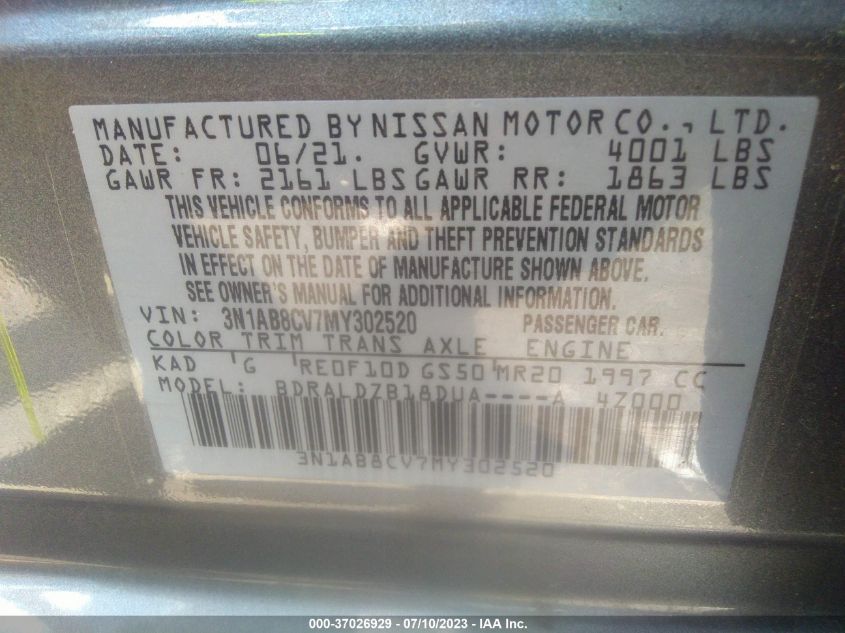 MANUFACTURED BY NISSAN MOTOR CO., LTD.
DATE: 06/21. GVWR: 4001 LBS
GAWR FR: 2161 LBS GAWR RR: 1863 LBS
THIS VEHICLE CONFORMS TO ALL APPLICABLE FEDERAL MOTOR
VEHICLE SAFETY, BUMPER AND THEFT PREVENTION STANDARDS
IN EFFECT ON THE DATE OF MANUFACTURE SHOWN ABOVE.
SEE OWNER'S MANUAL FOR ADDITIONAL INFORMATION.
VIN: 3N1AB8CV7MY302520 PASSENGER CAR.
COLOR TRIM TRANS AXLE ENGINE
KAD G RE0F10D GS50 MR20 1997 CC
MODEL: BDRALDZB18DUA----A 4Z000
3N1AB8CV7MY302520
000-37026929 - 07/10/2023 - IAA Inc.